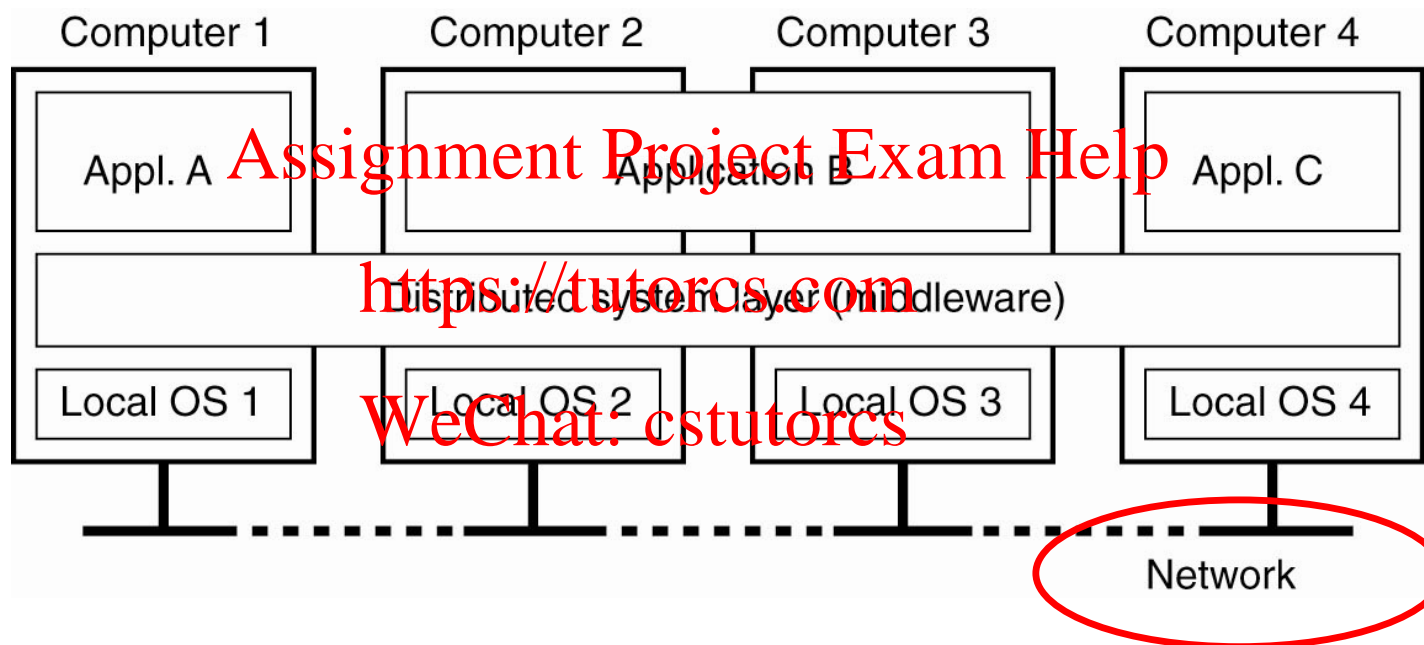 Computer 1
Computer 2
Computer 3
Computer 4
Appl. A
Assignment Project Exam Help
Application B
Appl. C
https://tutorcs.com
Distributed system layer (middleware)
Local OS 1
Local OS 2
Local OS 3
Local OS 4
WeChat: cstutorcs
Network